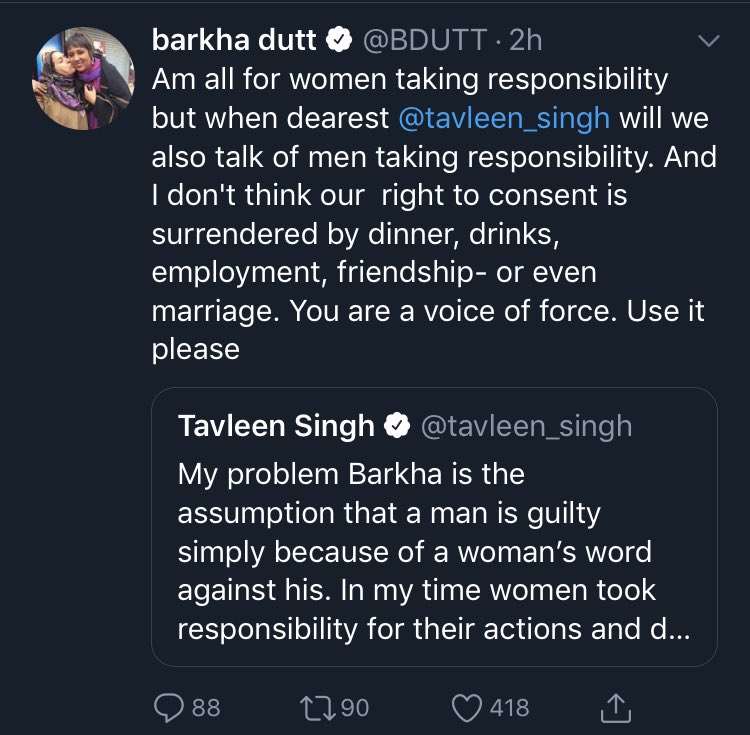 barkha dutt @BDUTT · 2h
Am all for women taking responsibility
but when dearest @tavleen_singh will we
also talk of men taking responsibility. And
I don't think our  right to consent is
surrendered by dinner, drinks,
employment, friendship- or even
marriage. You are a voice of force. Use it
please
Tavleen Singh @tavleen_singh
My problem Barkha is the
assumption that a man is guilty
simply because of a woman’s word
against his. In my time women took
responsibility for their actions and d...
88 90 418